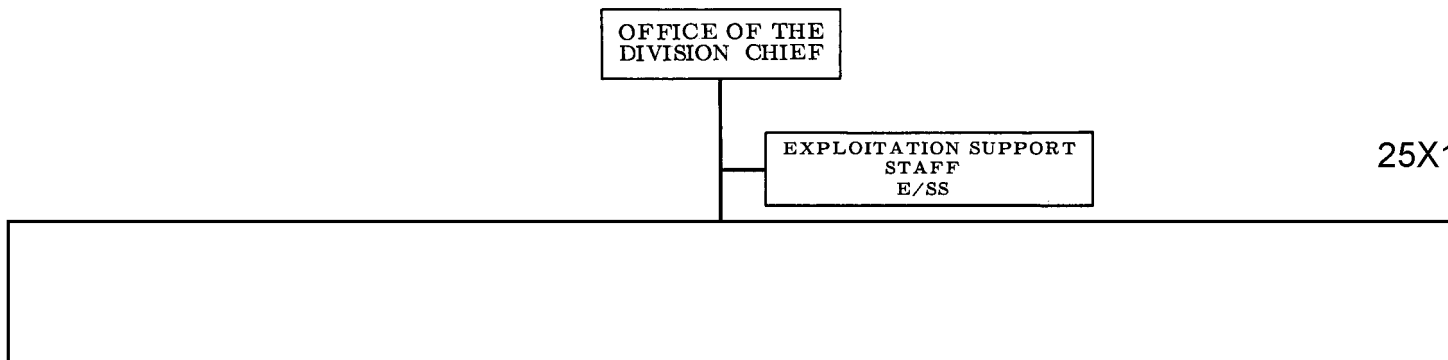 OFFICE OF THE
DIVISION CHIEF
EXPLOITATION SUPPORT
STAFF
E/SS
25X1